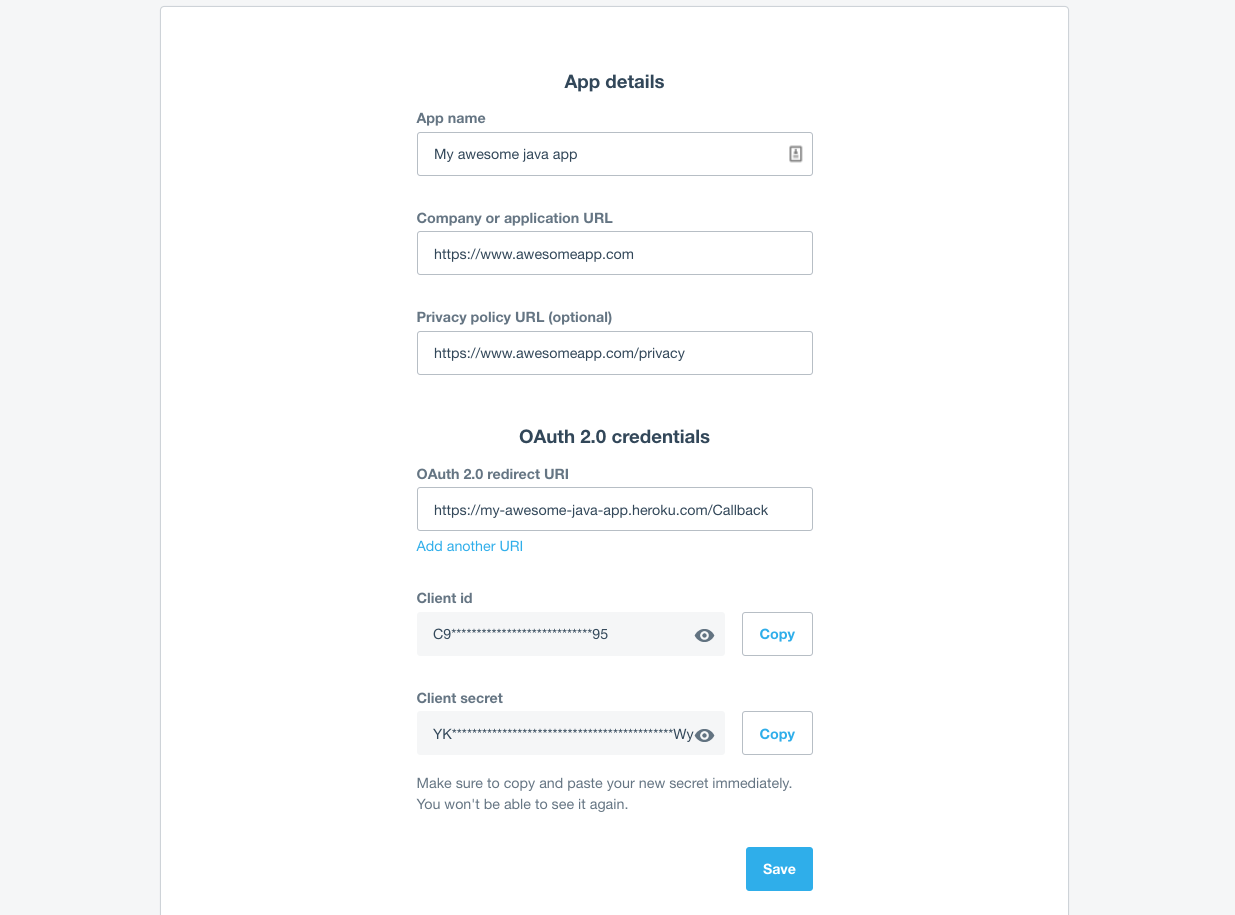 App details
App name
My awesome java app
Company or application URL
https://www.awesomeapp.com
Privacy policy URL (optional)
https://www.awesomeapp.com/privacy
OAuth 2.0 credentials
OAuth 2.0 redirect URI
https://my-awesome-java-app.heroku.com/Callback
Add another URI
Client id
C9****************************95
Copy
Client secret
YK********************************************Wy
Copy
Make sure to copy and paste your new secret immediately.
You won't be able to see it again.
Save